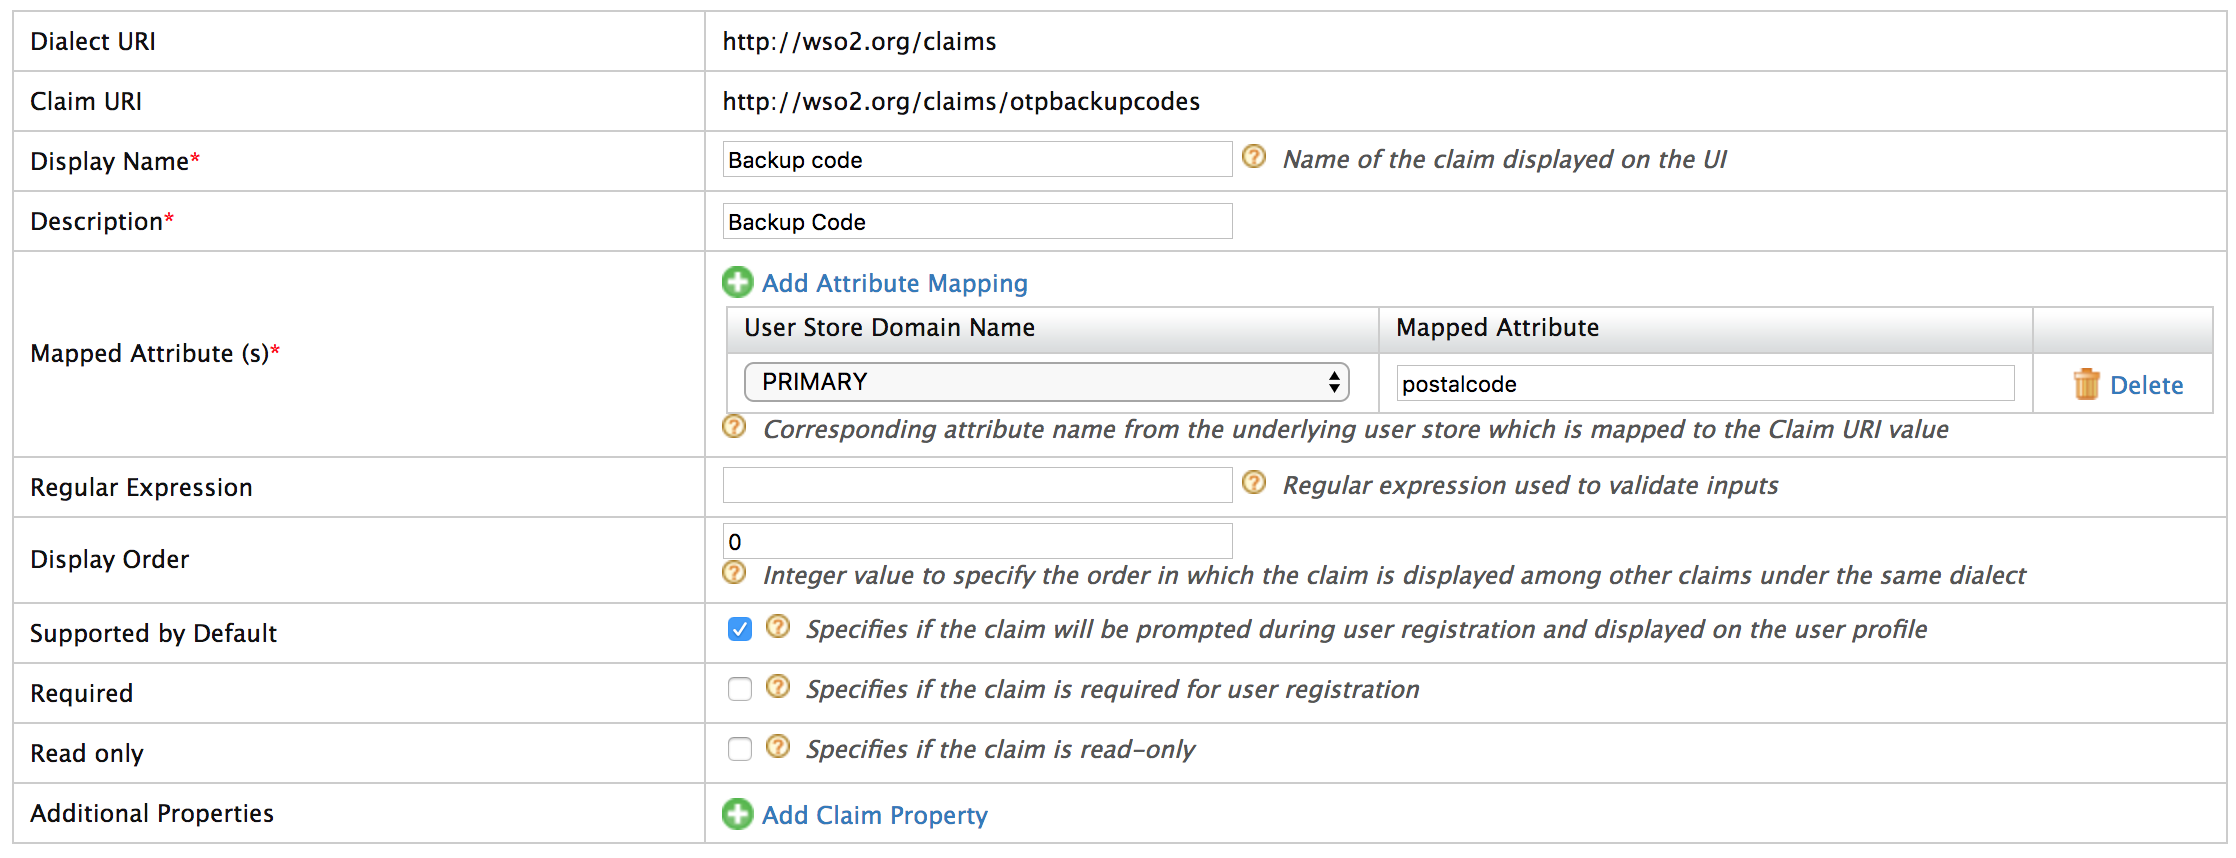 Dialect URI
http://wso2.org/claims
Claim URI
http://wso2.org/claims/otpbackupcodes
Display Name*
Backup code
Name of the claim displayed on the UI
Description*
Backup Code
Mapped Attribute (s)*
Add Attribute Mapping
User Store Domain Name
Mapped Attribute
PRIMARY
postalcode
Delete
Corresponding attribute name from the underlying user store which is mapped to the Claim URI value
Regular Expression
Regular expression used to validate inputs
Display Order
0
Integer value to specify the order in which the claim is displayed among other claims under the same dialect
Supported by Default
Specifies if the claim will be prompted during user registration and displayed on the user profile
Required
Specifies if the claim is required for user registration
Read only
Specifies if the claim is read-only
Additional Properties
Add Claim Property